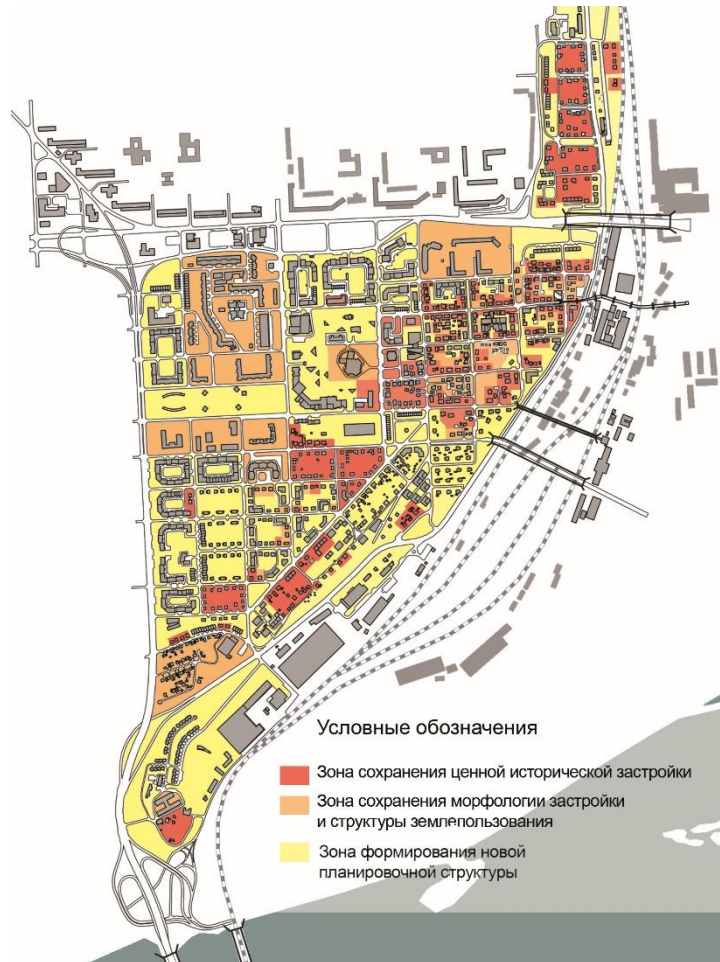 Условные обозначения
Зона сохранения ценной исторической застройки
Зона сохранения морфологии застройки
и структуры землепользования
Зона формирования новой
планировочной структуры